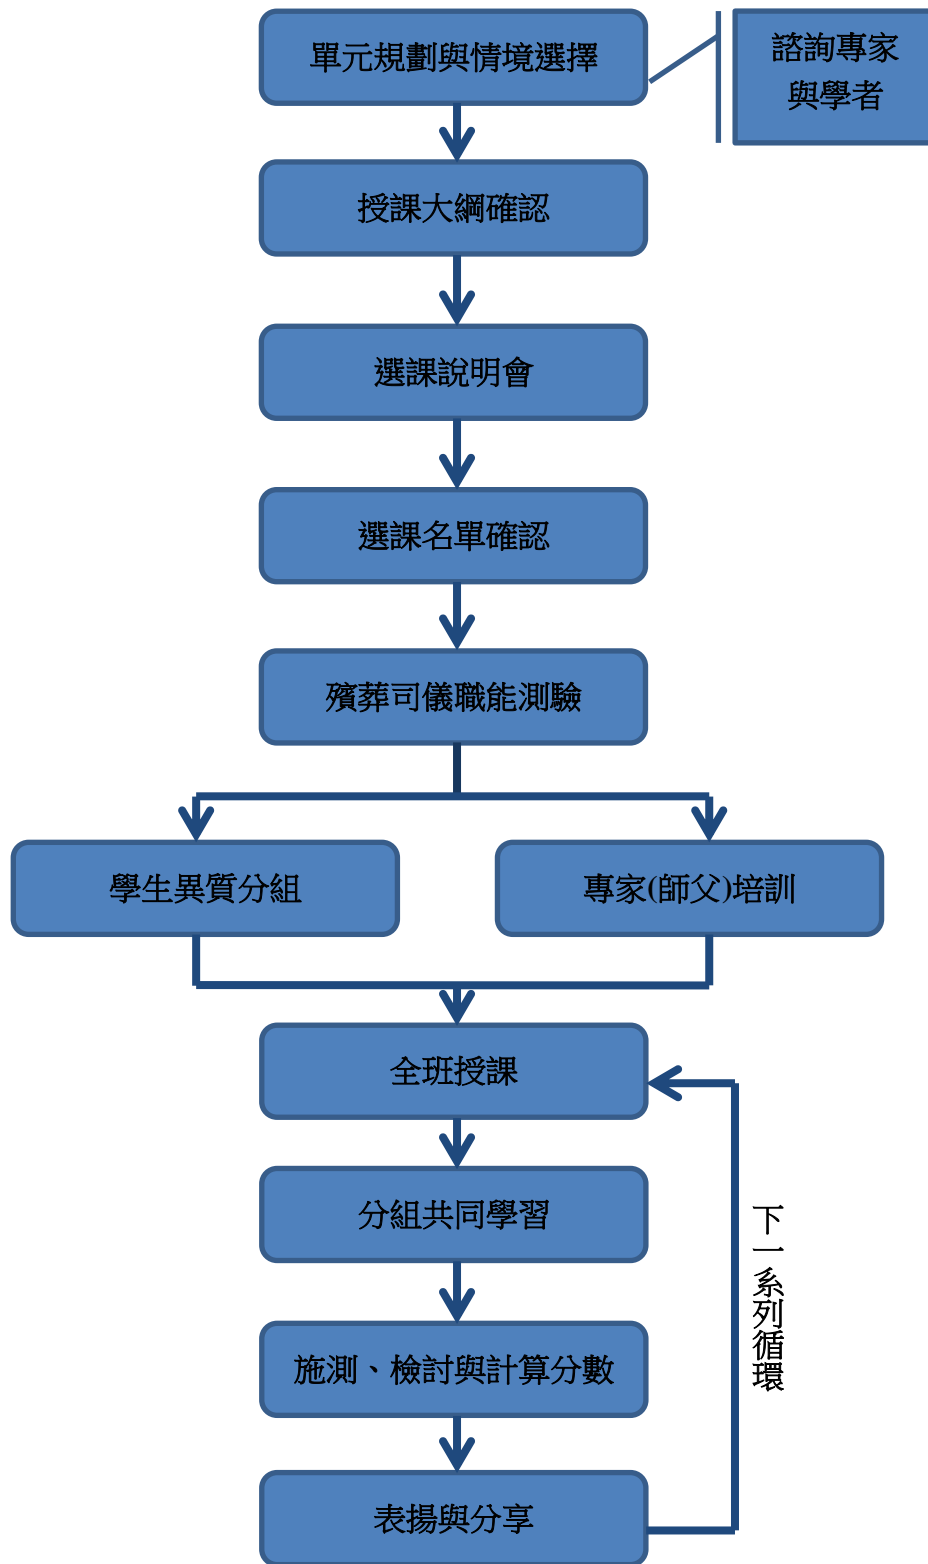 單元規劃與情境選擇
諮詢專家
與學者
授課大綱確認
選課說明會
選課名單確認
殯葬司儀職能測驗
學生異質分組
專家(師父)培訓
全班授課
分組共同學習
下一系列循環
施測、檢討與計算分數
表揚與分享